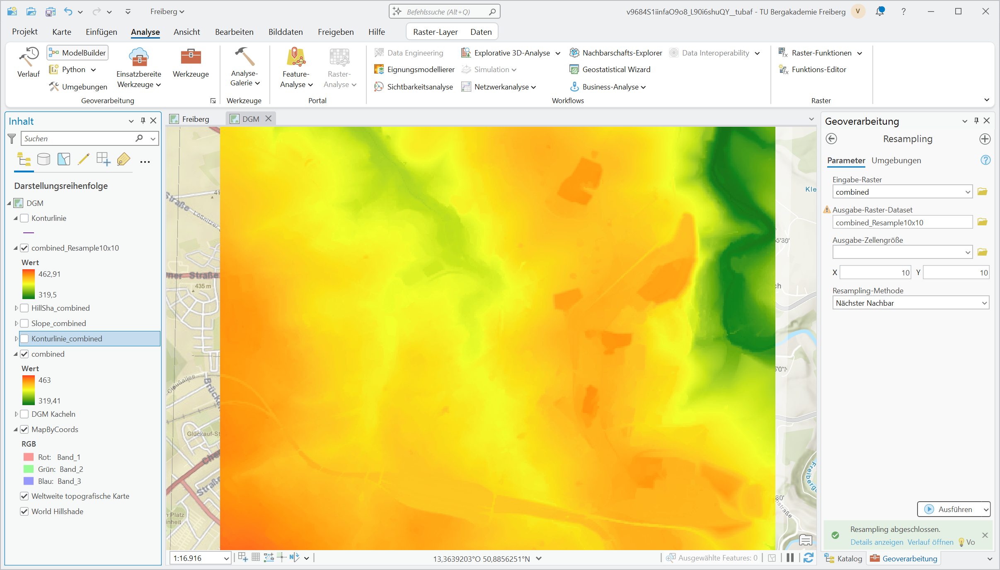 Freiberg
Befehlssuche (Alt+Q)
v9684S1iinfaO9o8_L90i6shuQY__tubaf - TU Bergakademie Freiberg
V
?
Projekt
Karte
Einfügen
Analyse
Ansicht
Bearbeiten
Bilddaten
Freigeben
Hilfe
Raster-Layer
Daten
Verlauf
ModelBuilder
Python
Umgebungen
Einsatzbereite
Werkzeuge
Werkzeuge
Geoverarbeitung
Analyse-
Galerie
Werkzeuge
Feature-
Analyse
Raster-
Analyse
Portal
Data Engineering
Eignungsmodellierer
Sichtbarkeitsanalyse
Explorative 3D-Analyse
Simulation
Netzwerkanalyse
Nachbarschafts-Explorer
Geostatistical Wizard
Business-Analyse
Data Interoperability
Workflows
Raster-Funktionen
Funktions-Editor
Raster
Inhalt
Suchen
Darstellungsreihenfolge
DGM
Konturlinie
combined_Resample10x10
Wert
462,91
319,5
HillSha_combined
Slope_combined
Konturlinie_combined
combined
Wert
463
319,41
DGM Kacheln
MapByCoords
RGB
Rot: Band_1
Grün: Band_2
Blau: Band_3
Weltweite topografische Karte
World Hillshade
Freiberg
DGM
41
Straße
Lößnitzer
ner Straße
435 m
Claußallee
Brücken
Glückauf-St
Chem
Straße
Platz
inheit
Kle
5'30'
ch
5'0"N
30'
hstraße
Freiberg
1:16.916
13,3639203°O 50,8856251°N
Ausgewählte Features: 0
Geoverarbeitung
Resampling
Parameter
Umgebungen
Eingabe-Raster
combined
Ausgabe-Raster-Dataset
combined_Resample10x10
Ausgabe-Zellengröße
X 10 Y 10
Resampling-Methode
Nächster Nachbar
Ausführen
Resampling abgeschlossen.
Details anzeigen Verlauf öffnen Vo
Katalog
Geoverarbeitung